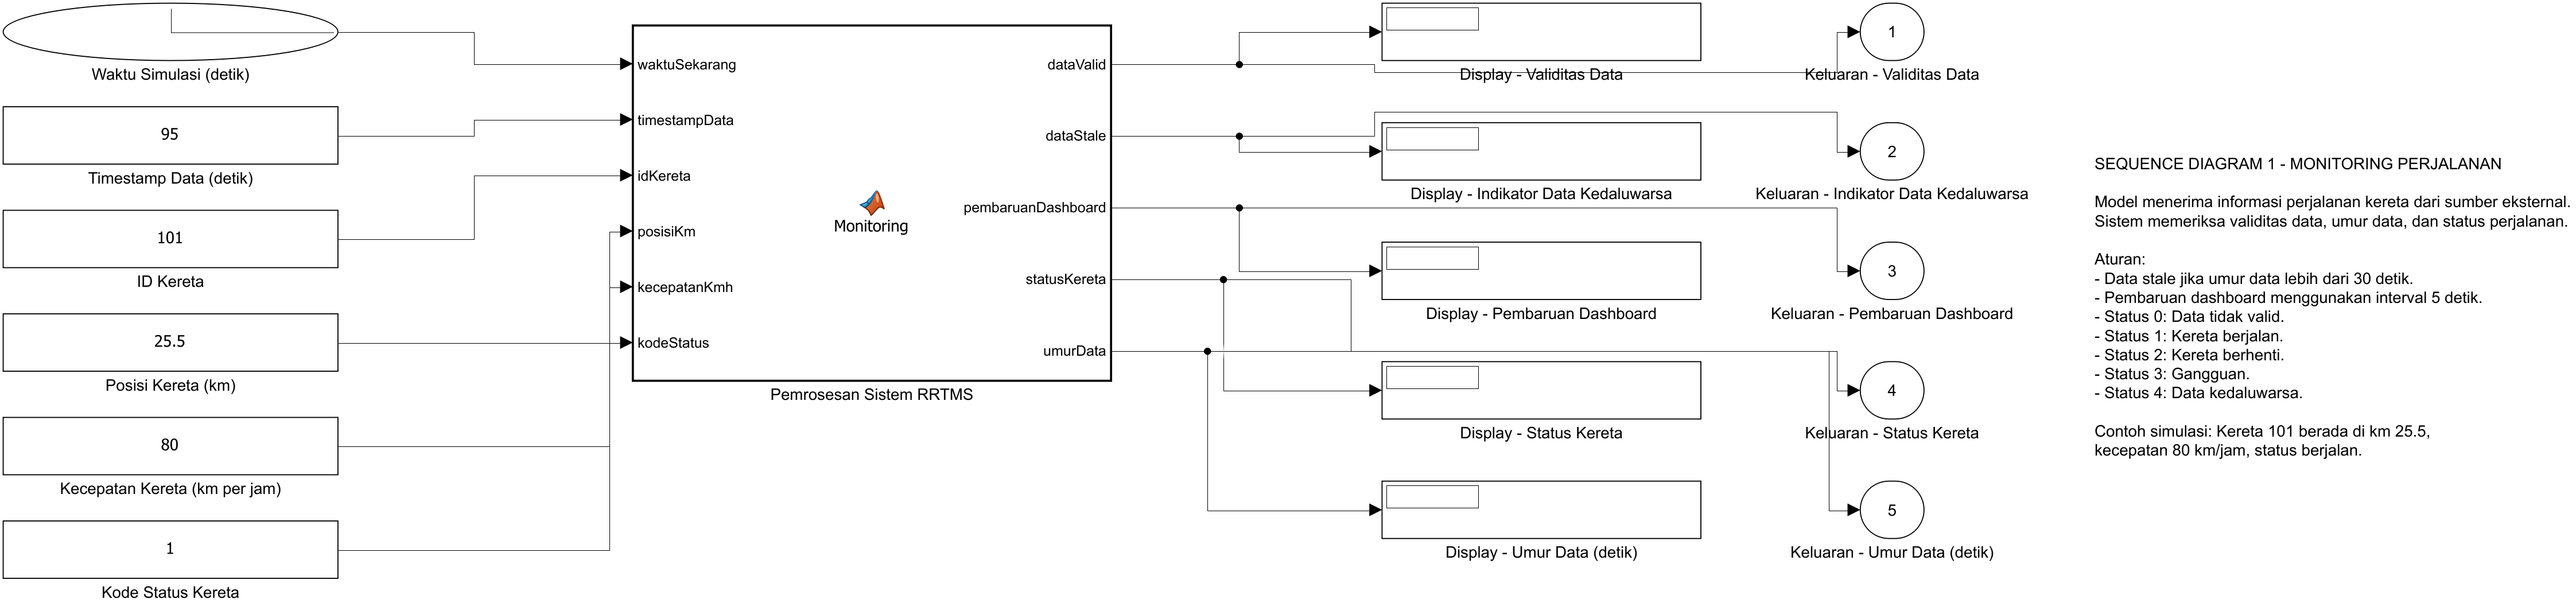 Waktu Simulasi (detik)
95
Timestamp Data (detik)
101
ID Kereta
25.5
Posisi Kereta (km)
80
Kecepatan Kereta (km per jam)
1
Kode Status Kereta
waktuSekarang
timestampData
idKereta
posisiKm
kecepatanKmh
kodeStatus
Monitoring
dataValid
dataStale
pembaruanDashboard
statusKereta
umurData
Pemrosesan Sistem RRTMS
Display - Validitas Data
Display - Indikator Data Kedaluwarsa
Display - Pembaruan Dashboard
Display - Status Kereta
Display - Umur Data (detik)
1
Keluaran - Validitas Data
2
Keluaran - Indikator Data Kedaluwarsa
3
Keluaran - Pembaruan Dashboard
4
Keluaran - Status Kereta
5
Keluaran - Umur Data (detik)
SEQUENCE DIAGRAM 1 - MONITORING PERJALANAN
Model menerima informasi perjalanan kereta dari sumber eksternal.
Sistem memeriksa validitas data, umur data, dan status perjalanan.
Aturan:
- Data stale jika umur data lebih dari 30 detik.
- Pembaruan dashboard menggunakan interval 5 detik.
- Status 0: Data tidak valid.
- Status 1: Kereta berjalan.
- Status 2: Kereta berhenti.
- Status 3: Gangguan.
- Status 4: Data kedaluwarsa.
Contoh simulasi: Kereta 101 berada di km 25.5,
kecepatan 80 km/jam, status berjalan.